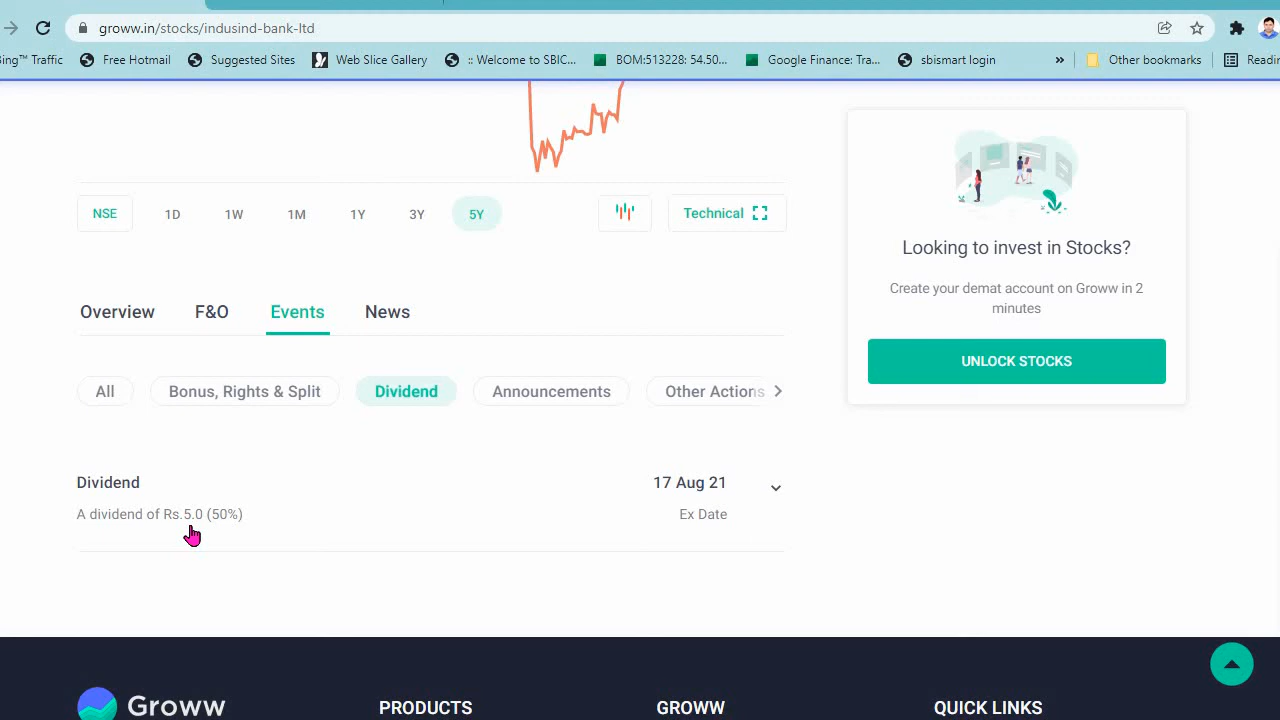 groww.in/stocks/indusind-bank-ltd
Bing™ Traffic
Free Hotmail
Suggested Sites
Web Slice Gallery
:: Welcome to SBIC...
BOM:513228: 54.50...
Google Finance: Tra...
sbismart login
»
Other bookmarks
Readin
NSE
1D
1W
1M
1Y
3Y
5Y
Technical
Looking to invest in Stocks?
Create your demat account on Groww in 2
minutes
UNLOCK STOCKS
Overview
F&O
Events
News
All
Bonus, Rights & Split
Dividend
Announcements
Other Actions
Dividend
17 Aug 21
A dividend of Rs.5.0 (50%)
Ex Date
Groww
PRODUCTS
GROWW
QUICK LINKS